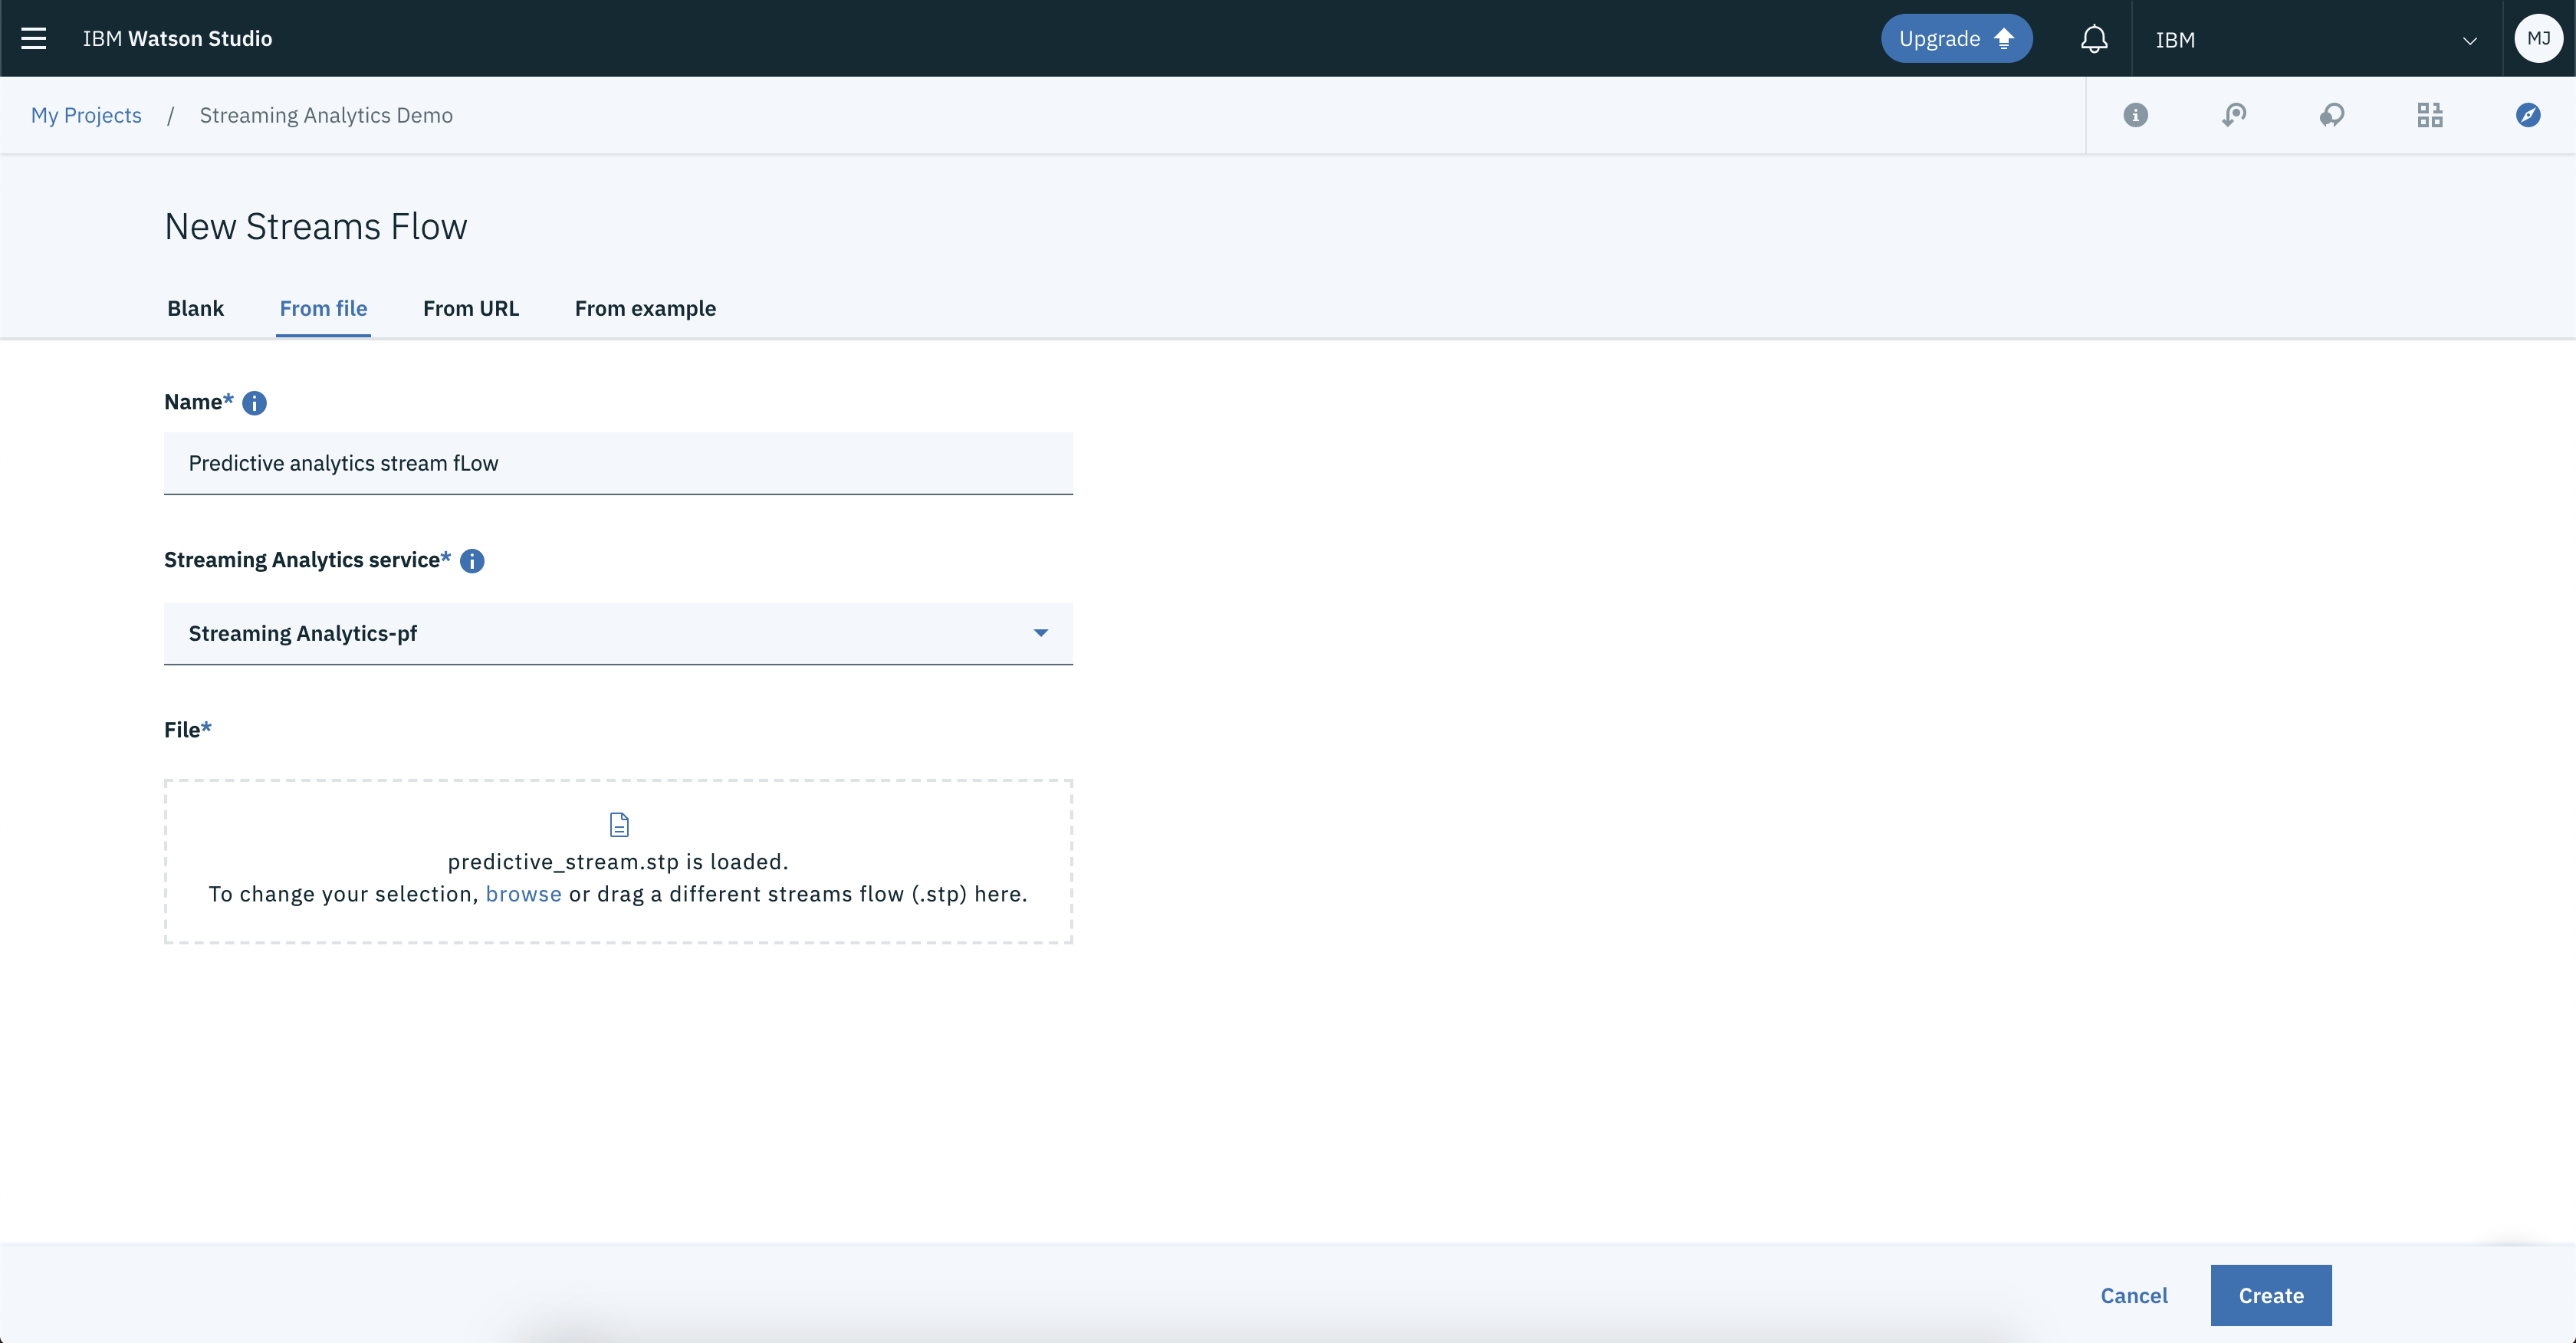 IBM Watson Studio
Upgrade
IBM
MJ
My Projects / Streaming Analytics Demo
New Streams Flow
Blank From file From URL From example
Name*
Predictive analytics stream fLow
Streaming Analytics service*
Streaming Analytics-pf
File*
predictive_stream.stp is loaded.
To change your selection, browse or drag a different streams flow (.stp) here.
Cancel Create